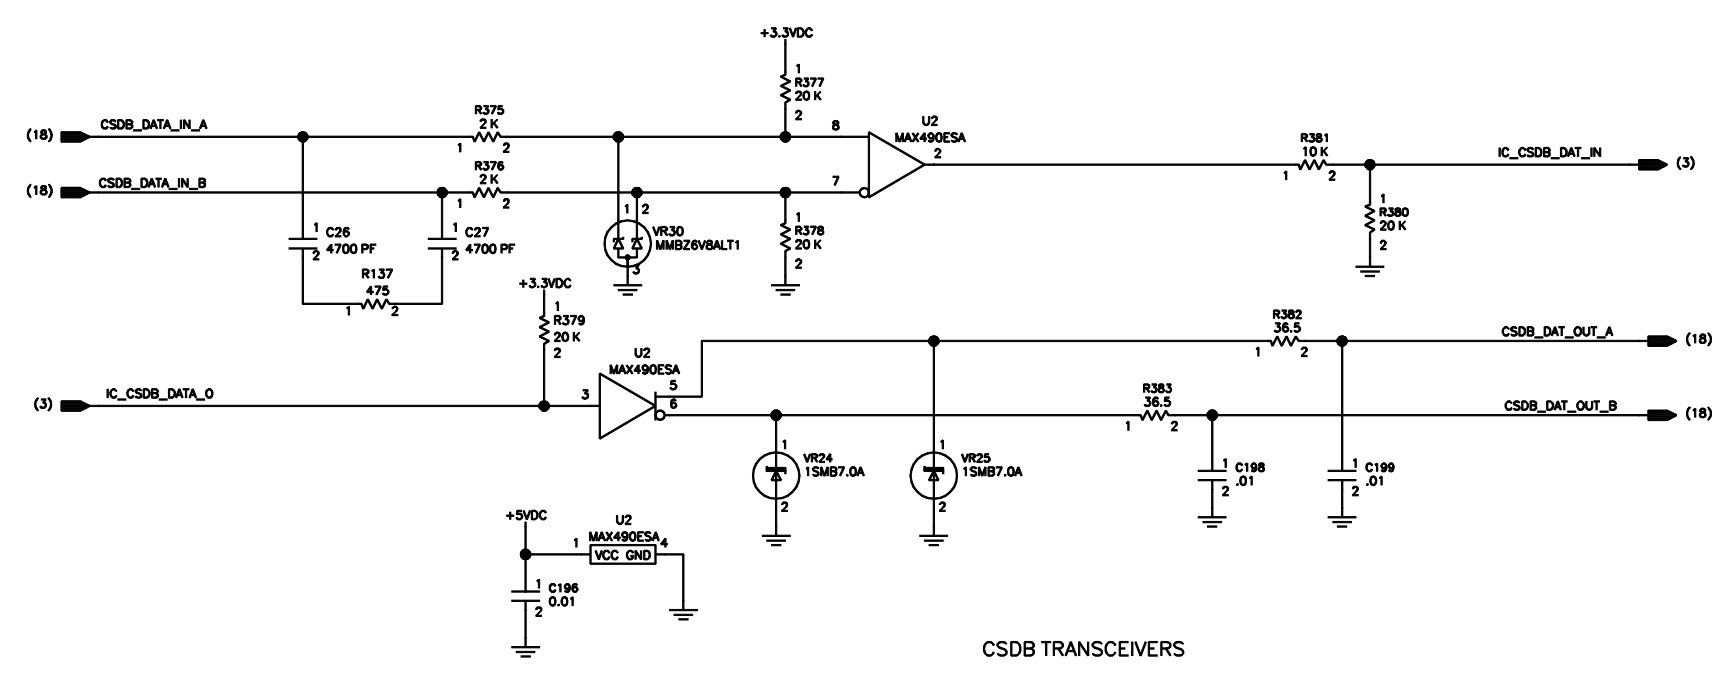 +3.3VDC
1
R377
20 K
2
(18)
CSDB_DATA_IN_A
R375
2 K
1
2
8
U2
MAX490ESA
2
R381
10 K
1
2
IC_CSDB_DAT_IN
(3)
(18)
CSDB_DATA_IN_B
R376
2 K
1
2
7
1
2
VR30
MMBZ6V8ALT1
3
1
R378
20 K
2
1
R380
20 K
2
1
C26
4700 PF
2
1
C27
4700 PF
2
R137
475
1
2
+3.3VDC
1
R379
20 K
2
(3)
IC_CSDB_DATA_O
3
U2
MAX490ESA
5
6
R382
36.5
1
2
CSDB_DAT_OUT_A
(18)
R383
36.5
1
2
CSDB_DAT_OUT_B
(18)
1
VR24
1SMB7.0A
2
1
VR25
1SMB7.0A
2
1
C198
.01
2
1
C199
.01
2
+5VDC
U2
MAX490ESA
1
VCC GND
4
1
C196
0.01
2
CSDB TRANSCEIVERS